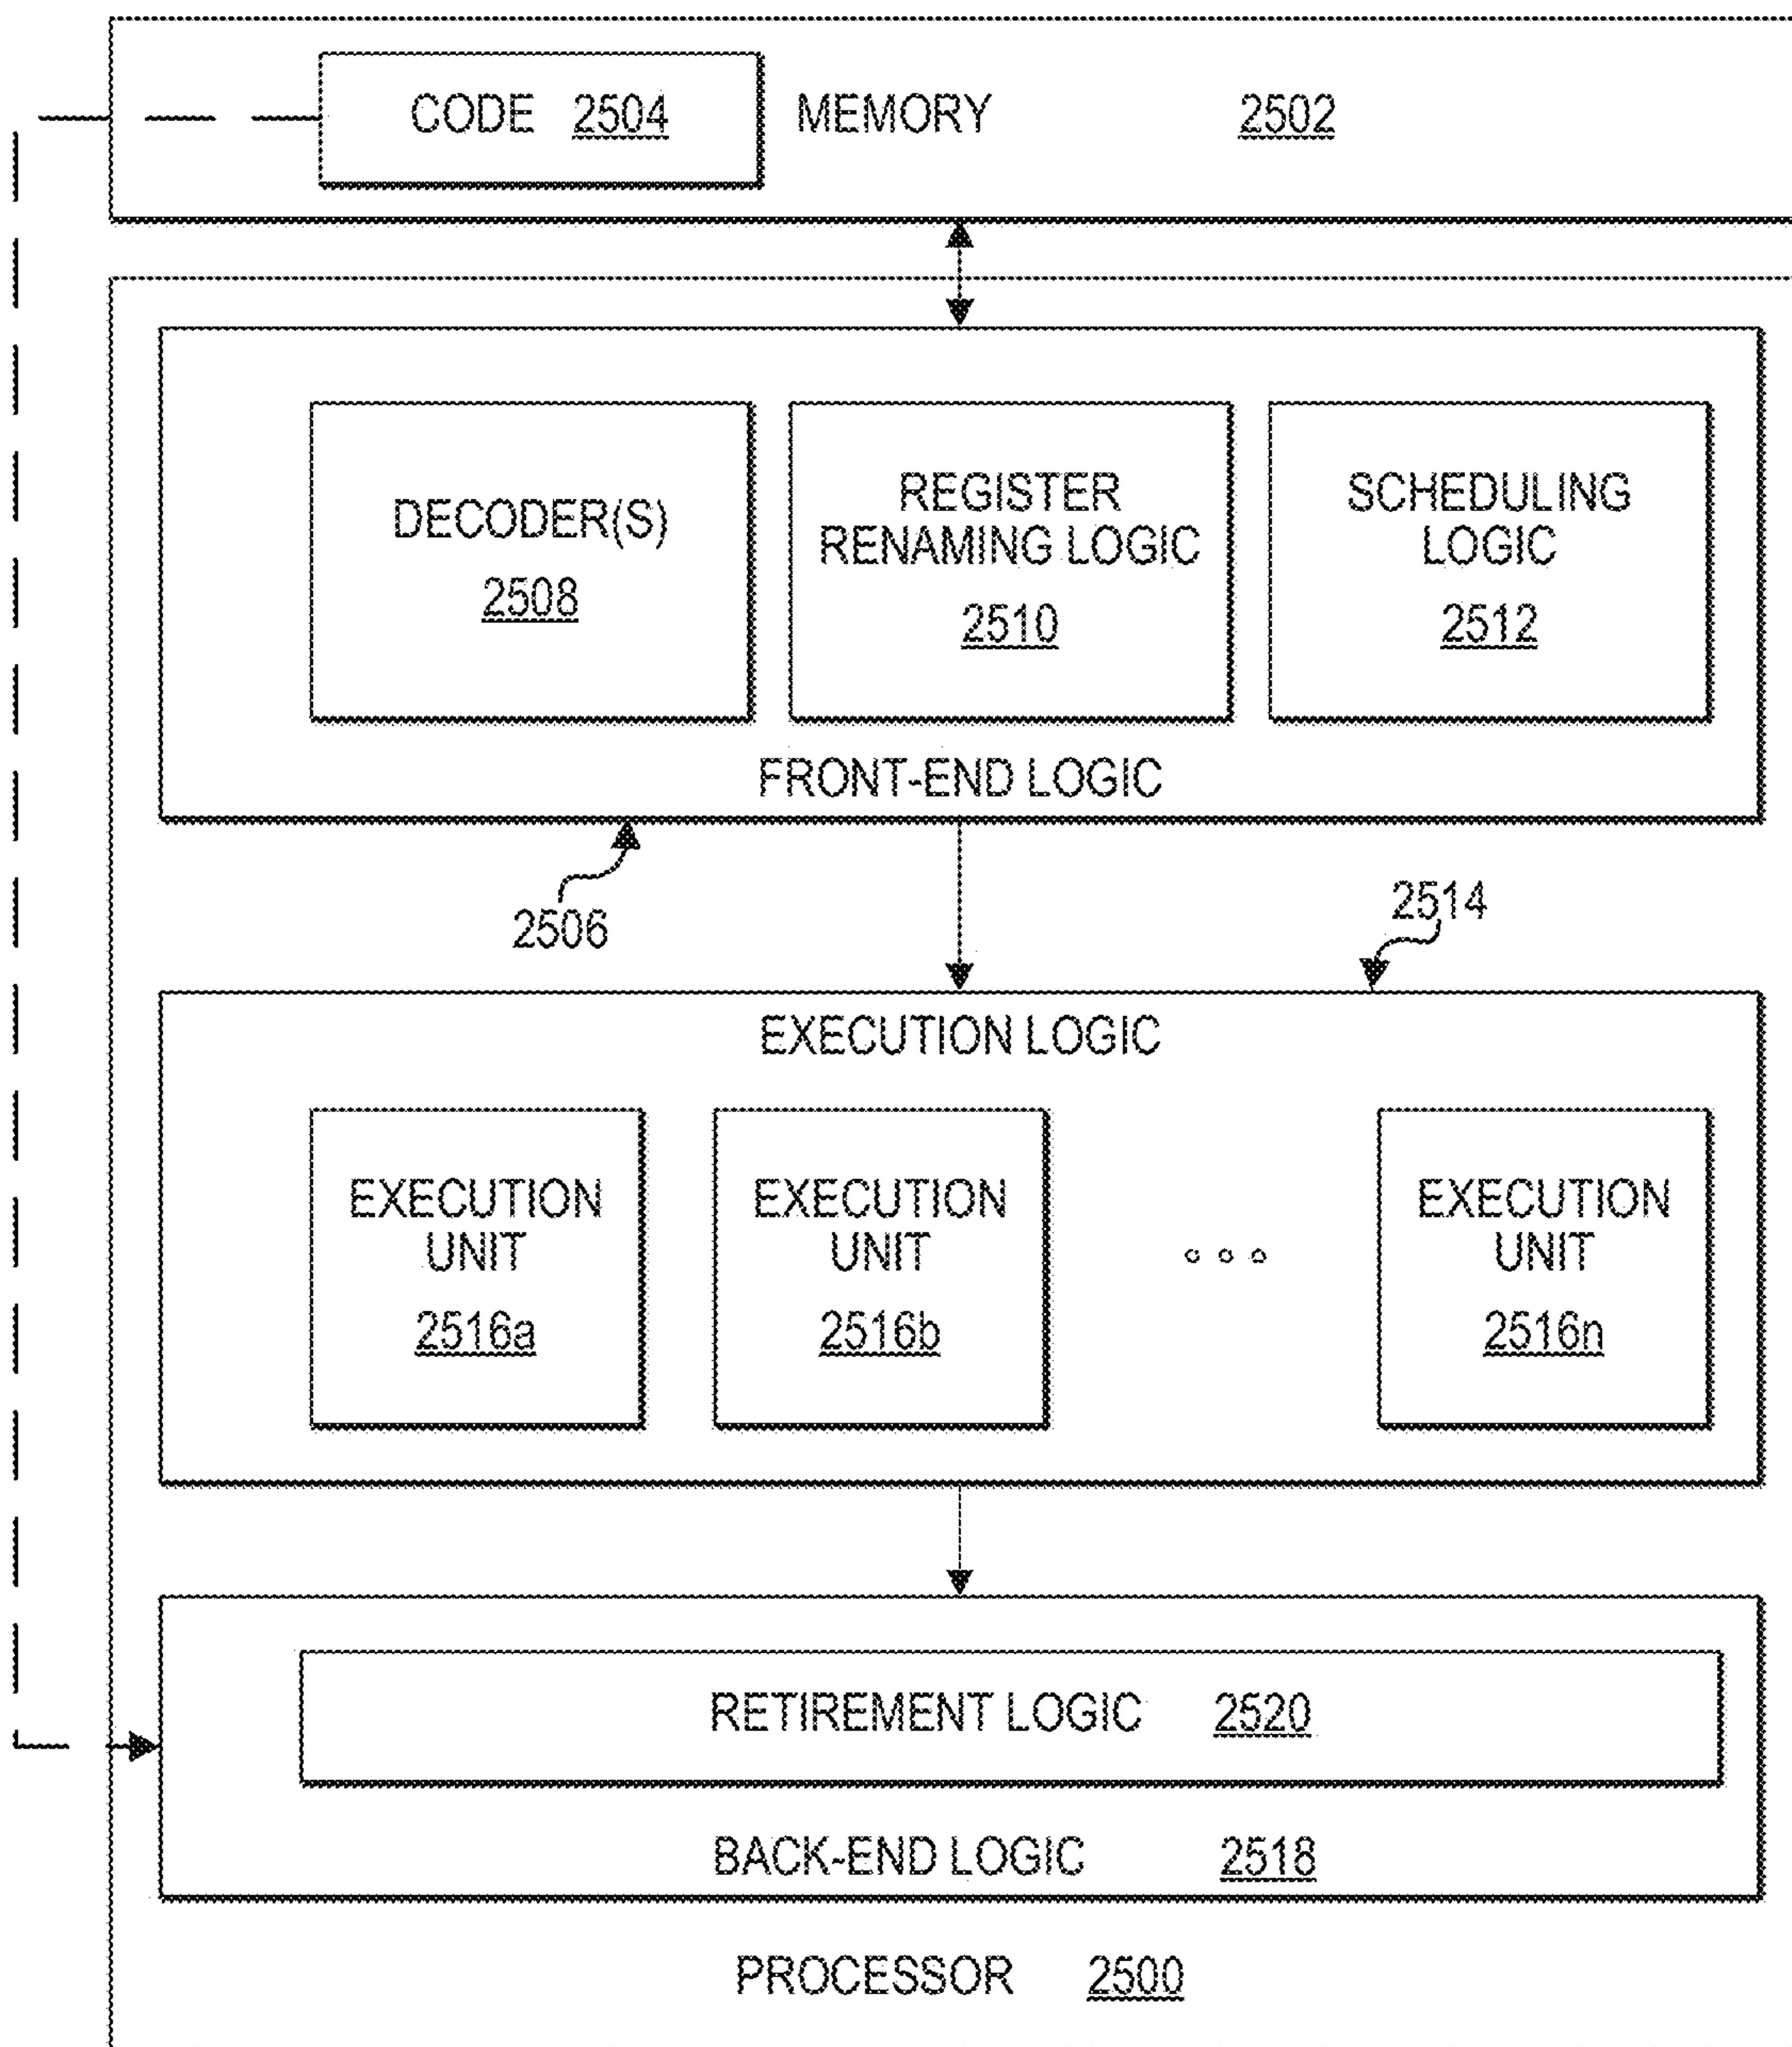 CODE 2504 MEMORY 2502
DECODER(S)
2508
REGISTER
RENAMING LOGIC
2510
SCHEDULING
LOGIC
2512
FRONT-END LOGIC
2506
2514
EXECUTION LOGIC
EXECUTION
UNIT
2516a
EXECUTION
UNIT
2516b
EXECUTION
UNIT
2516n
RETIREMENT LOGIC 2520
BACK-END LOGIC 2518
PROCESSOR 2500